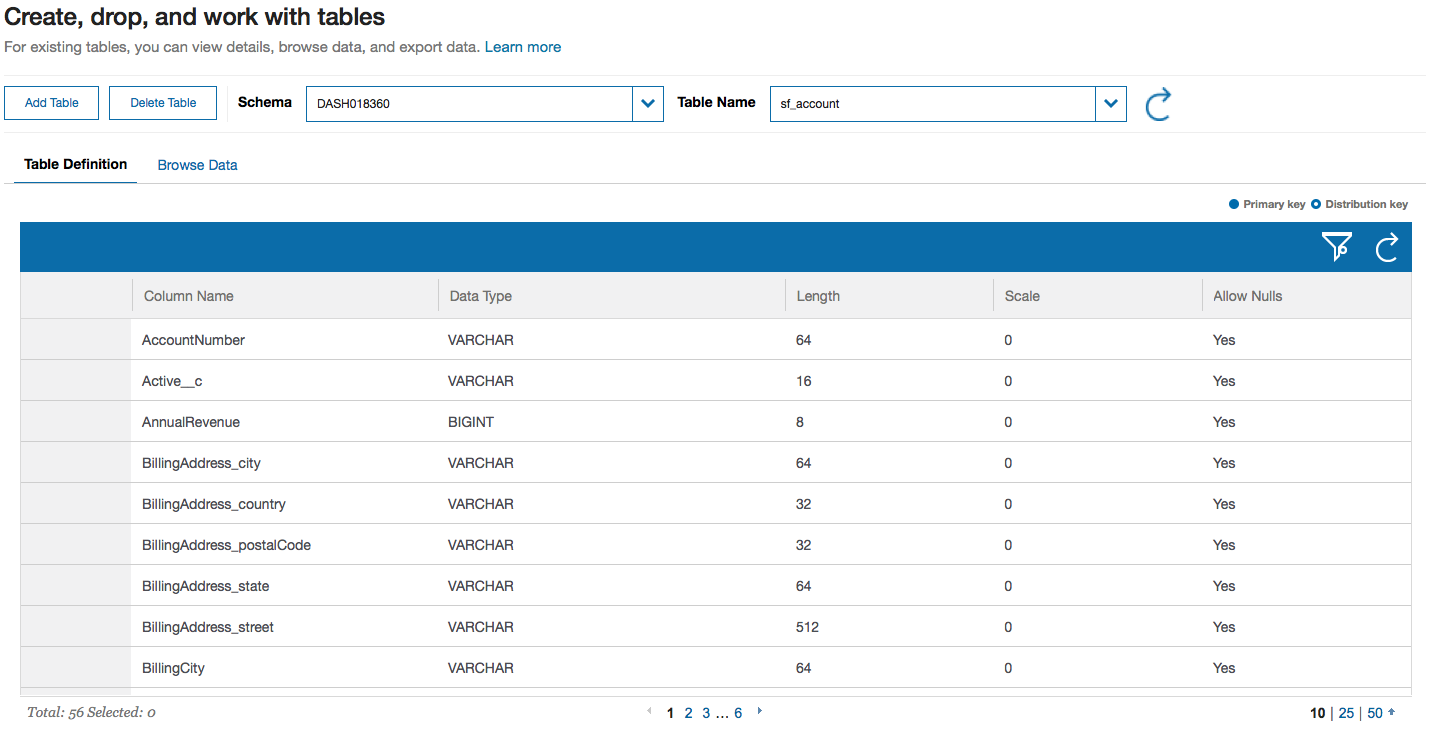 Create, drop, and work with tables
For existing tables, you can view details, browse data, and export data. Learn more
Add Table Delete Table Schema DASH018360 Table Name sf_account
Table Definition Browse Data
Primary key Distribution key
Column Name Data Type Length Scale Allow Nulls
AccountNumber VARCHAR 64 0 Yes
Active__c VARCHAR 16 0 Yes
AnnualRevenue BIGINT 8 0 Yes
BillingAddress_city VARCHAR 64 0 Yes
BillingAddress_country VARCHAR 32 0 Yes
BillingAddress_postalCode VARCHAR 32 0 Yes
BillingAddress_state VARCHAR 64 0 Yes
BillingAddress_street VARCHAR 512 0 Yes
BillingCity VARCHAR 64 0 Yes
Total: 56 Selected: 0 1 2 3 ... 6 10 | 25 | 50